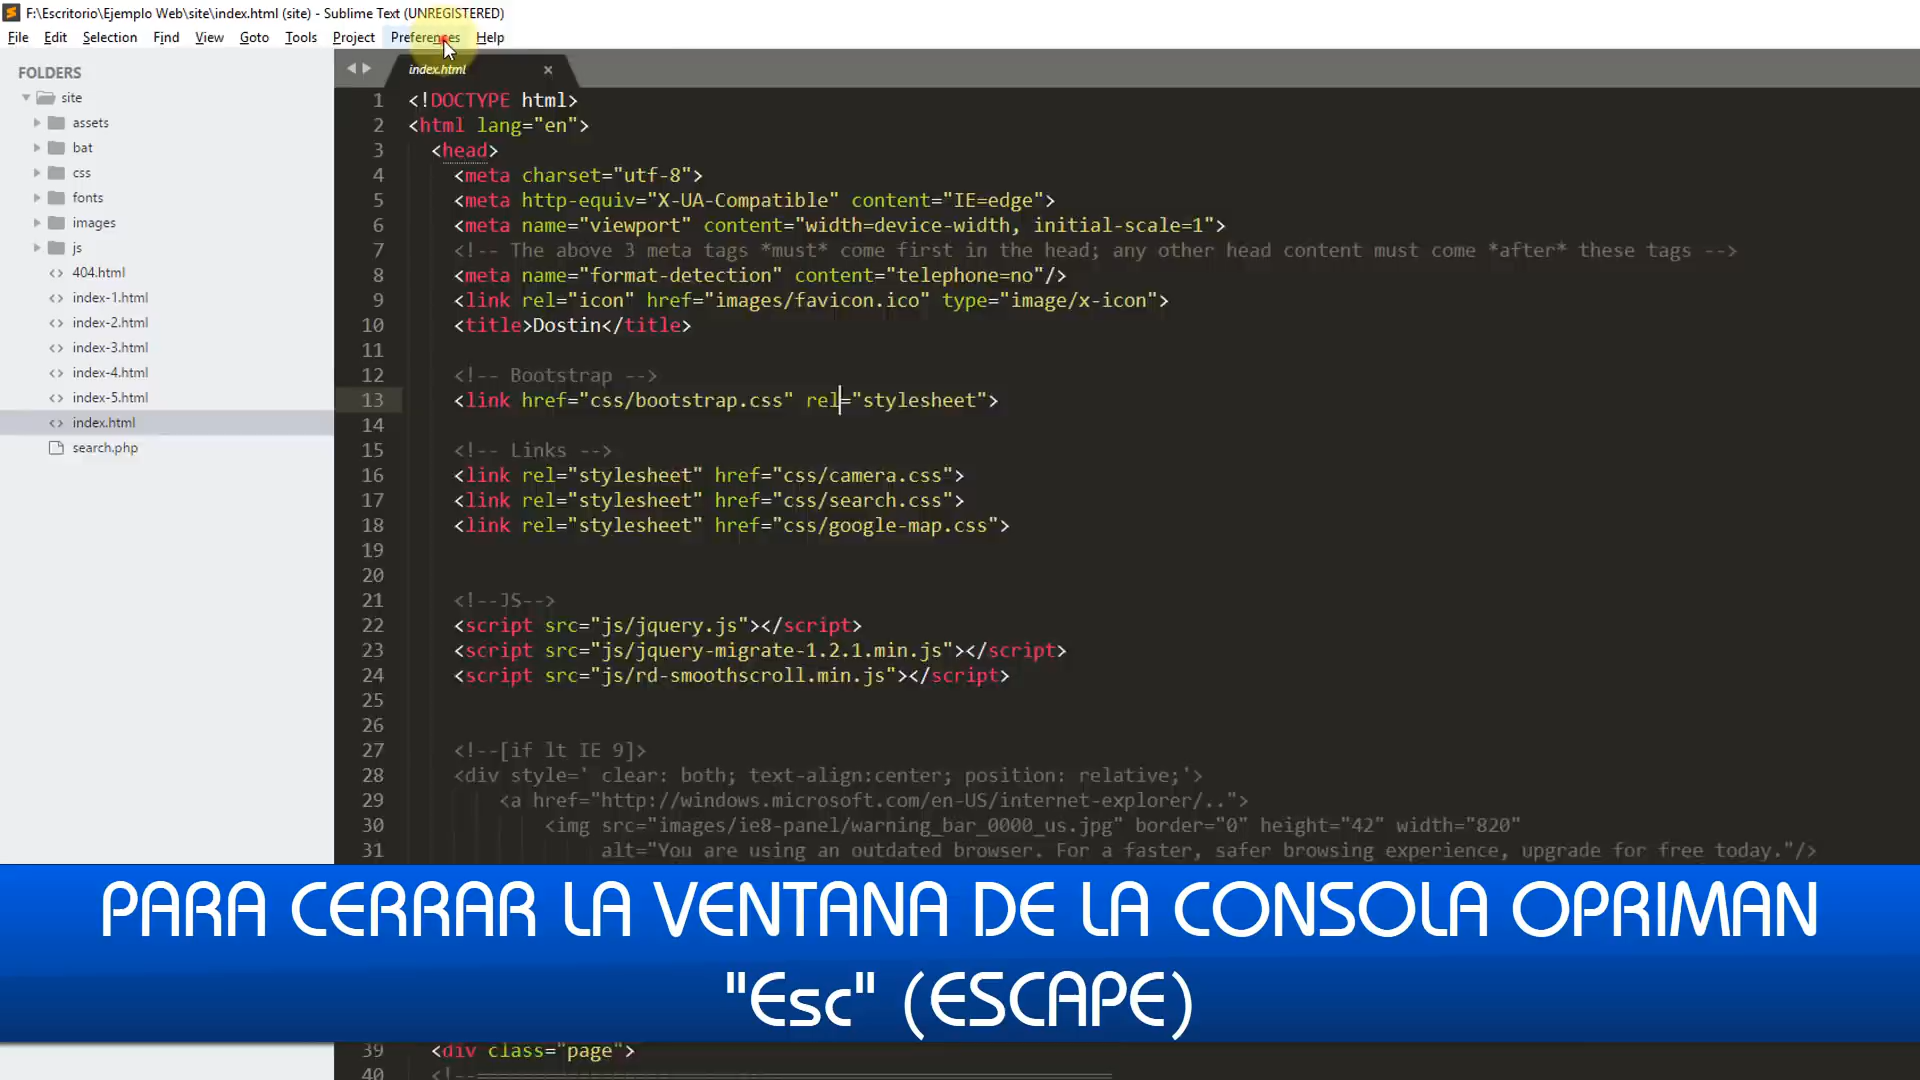 F:\Escritorio\Ejemplo Web\site\index.html (site) - Sublime Text (UNREGISTERED)
File Edit Selection Find View Goto Tools Project Preferences Help
FOLDERS
site
assets
bat
css
fonts
images
js
404.html
index-1.html
index-2.html
index-3.html
index-4.html
index-5.html
index.html
search.php
index.html
1 <!DOCTYPE html>
2 <html lang="en">
3 <head>
4 <meta charset="utf-8">
5 <meta http-equiv="X-UA-Compatible" content="IE=edge">
6 <meta name="viewport" content="width=device-width, initial-scale=1">
7 <!-- The above 3 meta tags *must* come first in the head; any other head content must come *after* these tags -->
8 <meta name="format-detection" content="telephone=no"/>
9 <link rel="icon" href="images/favicon.ico" type="image/x-icon">
10 <title>Dostin</title>
11
12 <!-- Bootstrap -->
13 <link href="css/bootstrap.css" rel="stylesheet">
14
15 <!-- Links -->
16 <link rel="stylesheet" href="css/camera.css">
17 <link rel="stylesheet" href="css/search.css">
18 <link rel="stylesheet" href="css/google-map.css">
19
20
21 <!--JS-->
22 <script src="js/jquery.js"></script>
23 <script src="js/jquery-migrate-1.2.1.min.js"></script>
24 <script src="js/rd-smoothscroll.min.js"></script>
25
26
27 <!--[if lt IE 9]>
28 <div style=' clear: both; text-align:center; position: relative;'>
29 <a href="http://windows.microsoft.com/en-US/internet-explorer/..">
30 <img src="images/ie8-panel/warning_bar_0000_us.jpg" border="0" height="42" width="820"
31 alt="You are using an outdated browser. For a faster, safer browsing experience, upgrade for free today."/>
PARA CERRAR LA VENTANA DE LA CONSOLA OPRIMAN
"Esc" (ESCAPE)
39 <div class="page">
40 <!--